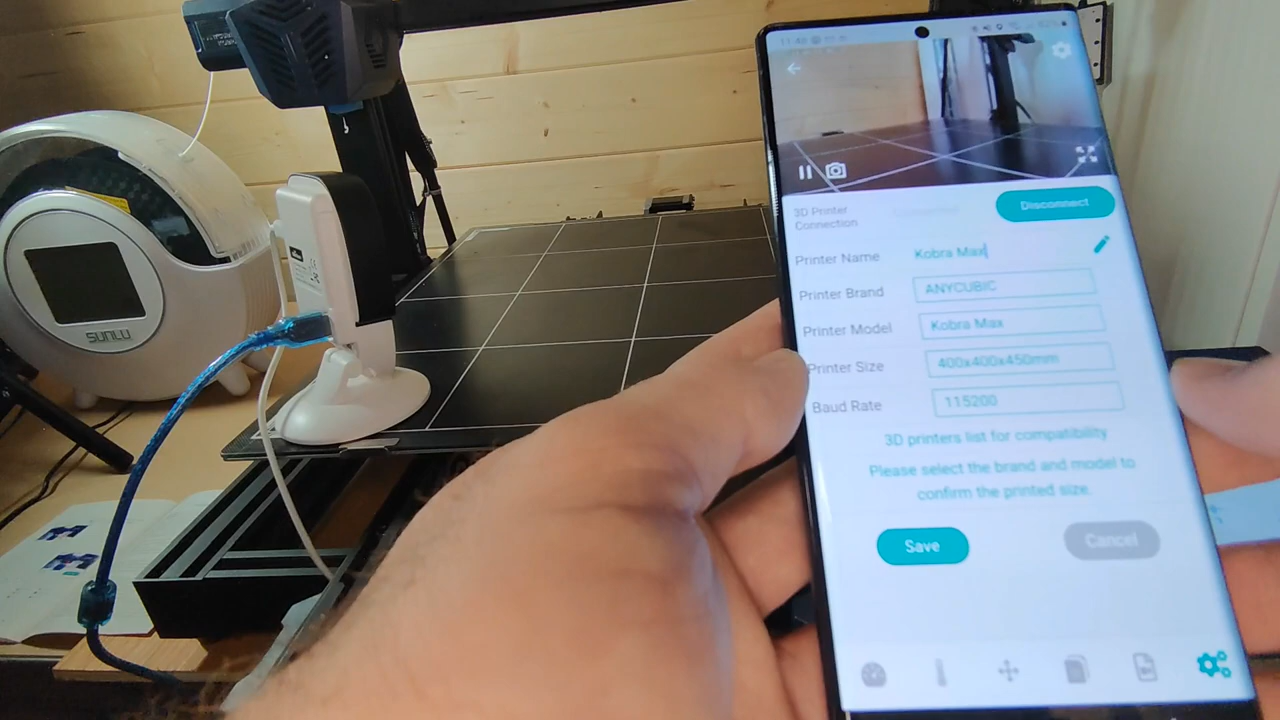 SUNLU
11:48
3D Printer
Connection
Disconnect
Printer Name
Kobra Max
Printer Brand
ANYCUBIC
Printer Model
Kobra Max
Printer Size
400x400x450mm
Baud Rate
115200
3D printers list for compatibility
Please select the brand and model to
confirm the printed size.
Save
Cancel